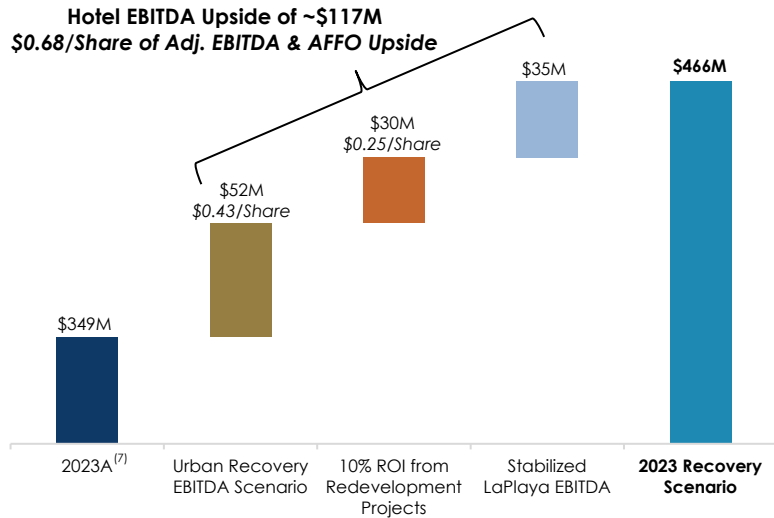 Hotel EBITDA Upside of ~$117M
$0.68/Share of Adj. EBITDA & AFFO Upside
$349M
$52M
$0.43/Share
$30M
$0.25/Share
$35M
$466M
2023A(7)
Urban Recovery
EBITDA Scenario
10% ROI from
Redevelopment
Projects
Stabilized
LaPlaya EBITDA
2023 Recovery
Scenario